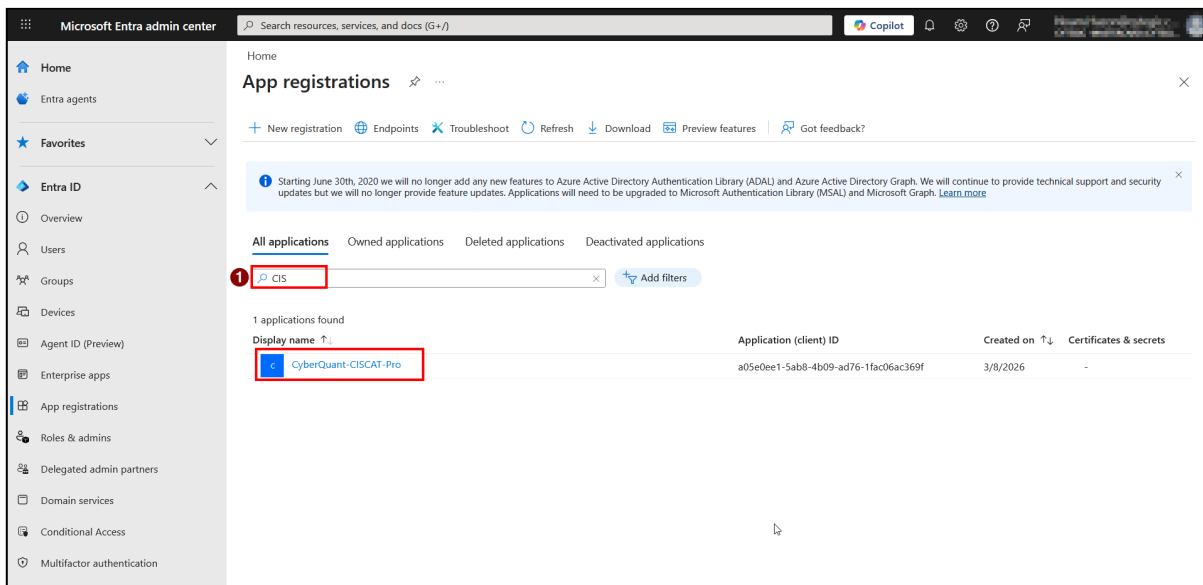 Microsoft Entra admin center
Search resources, services, and docs (G+/)
Copilot
Home
Entra agents
Favorites
Entra ID
Overview
Users
Groups
Devices
Agent ID (Preview)
Enterprise apps
App registrations
Roles & admins
Delegated admin partners
Domain services
Conditional Access
Multifactor authentication
Home
App registrations
New registration Endpoints Troubleshoot Refresh Download Preview features Got feedback?
Starting June 30th, 2020 we will no longer add any new features to Azure Active Directory Authentication Library (ADAL) and Azure Active Directory Graph. We will continue to provide technical support and security
updates but we will no longer provide feature updates. Applications will need to be upgraded to Microsoft Authentication Library (MSAL) and Microsoft Graph. Learn more
All applications Owned applications Deleted applications Deactivated applications
1 CIS Add filters
1 applications found
Display name Application (client) ID Created on Certificates & secrets
C CyberQuant-CISCAT-Pro a05e0ee1-5ab8-4b09-ad76-1fac06ac369f 3/8/2026 -